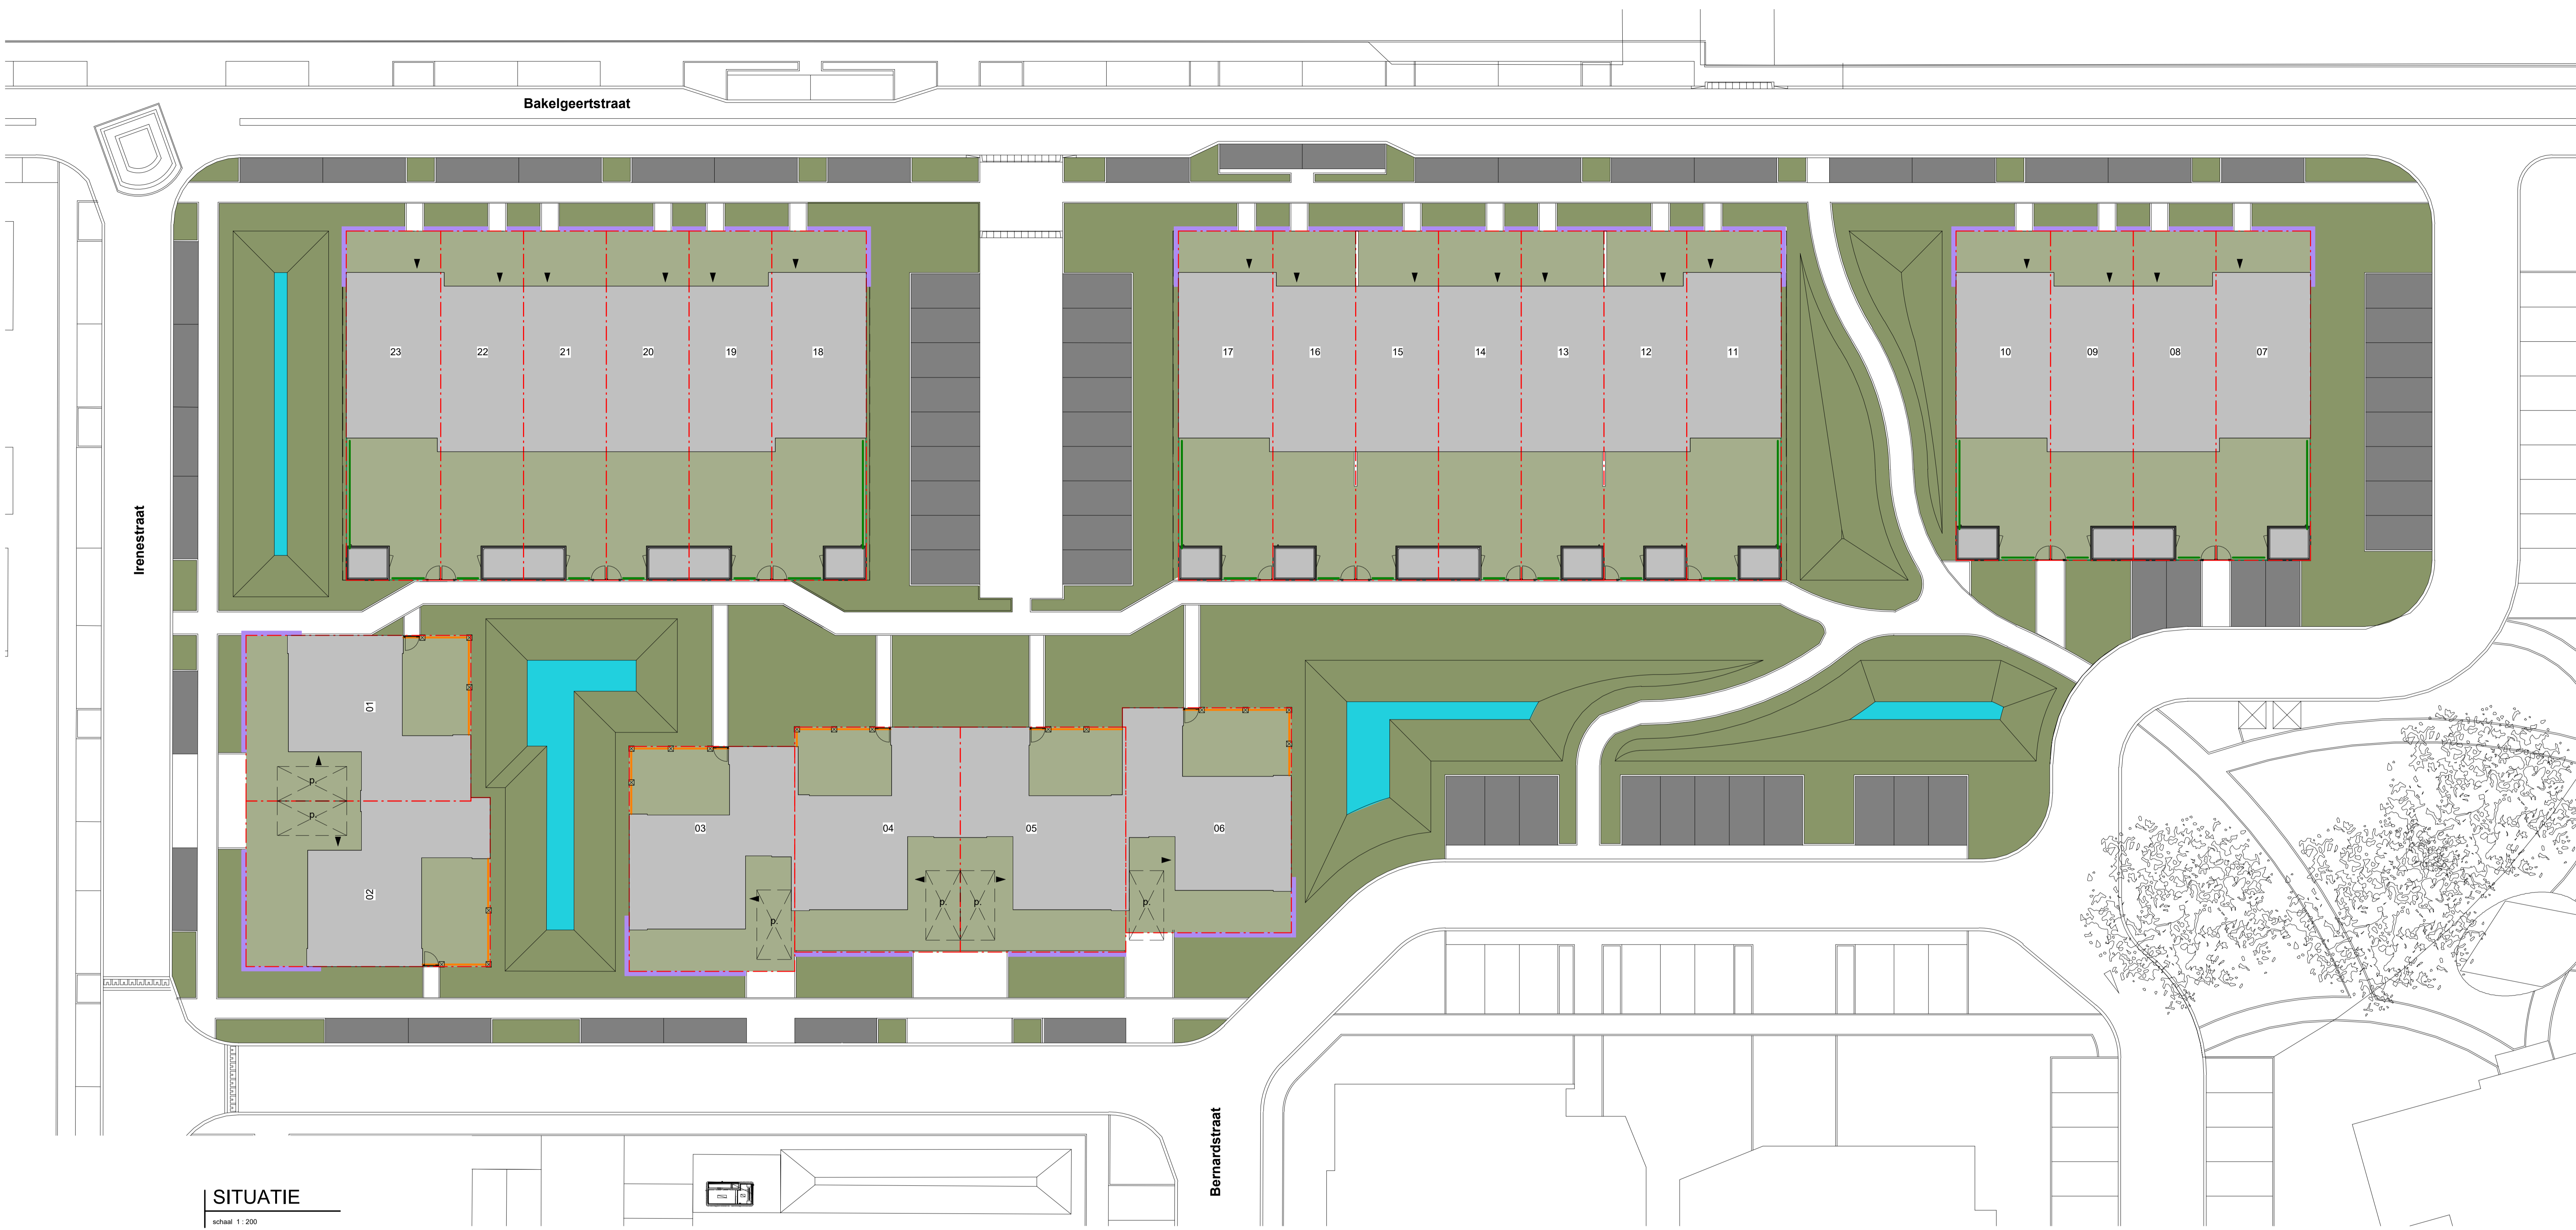 Bakelgeertstraat
Irenestraat
23
22
21
20
19
18
17
16
15
14
13
12
11
10
09
08
07
01
p.
p.
02
03
p.
04
p.
p.
05
06
p.
Bernardstraat
SITUATIE
schaal 1 : 200